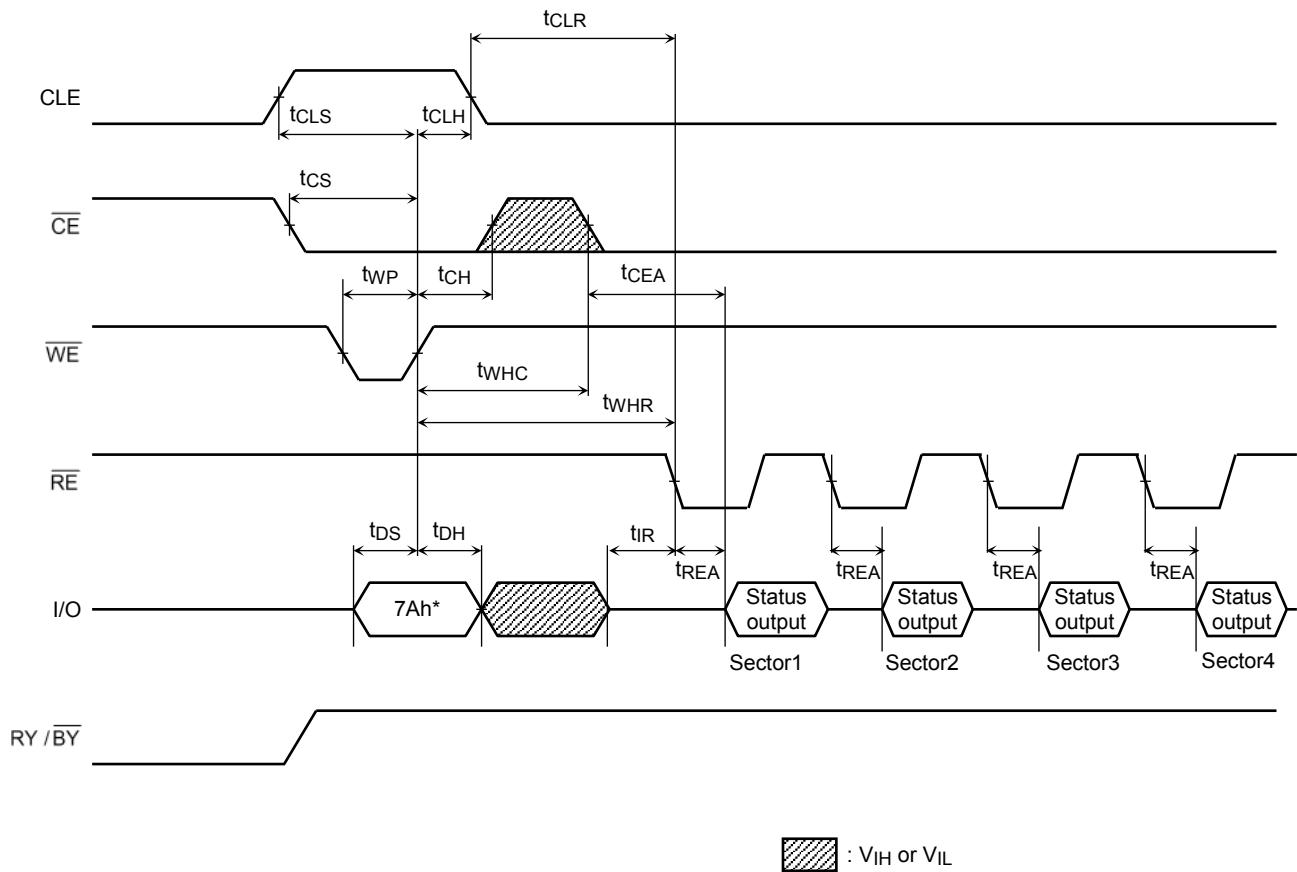 tCLR
CLE
tCLS
tCLH
tCS
CE
tWP
tCH
tCEA
WE
tWHC
tWHR
RE
tDS
tDH
tIR
tREA
tREA
tREA
tREA
I/O
7Ah*
Status output
Status output
Status output
Status output
Sector1
Sector2
Sector3
Sector4
RY /BY
: VIH or VIL